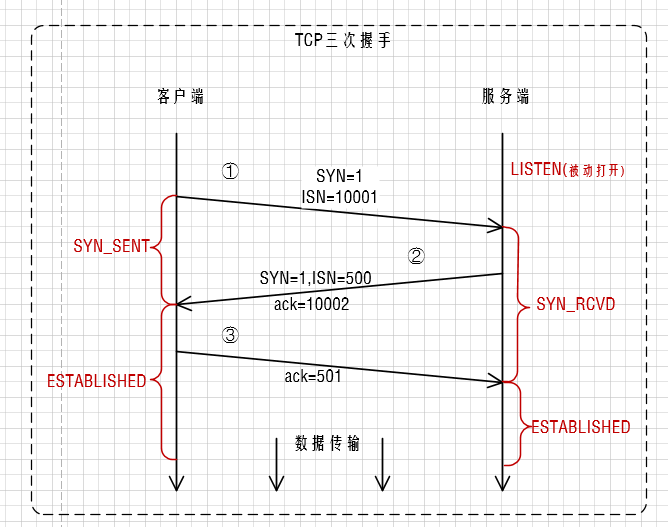 TCP三次握手
客户端
服务端
①
SYN=1
ISN=10001
LISTEN(被动打开)
SYN_SENT
②
SYN=1,ISN=500
ack=10002
SYN_RCVD
③
ack=501
ESTABLISHED
ESTABLISHED
数据传输